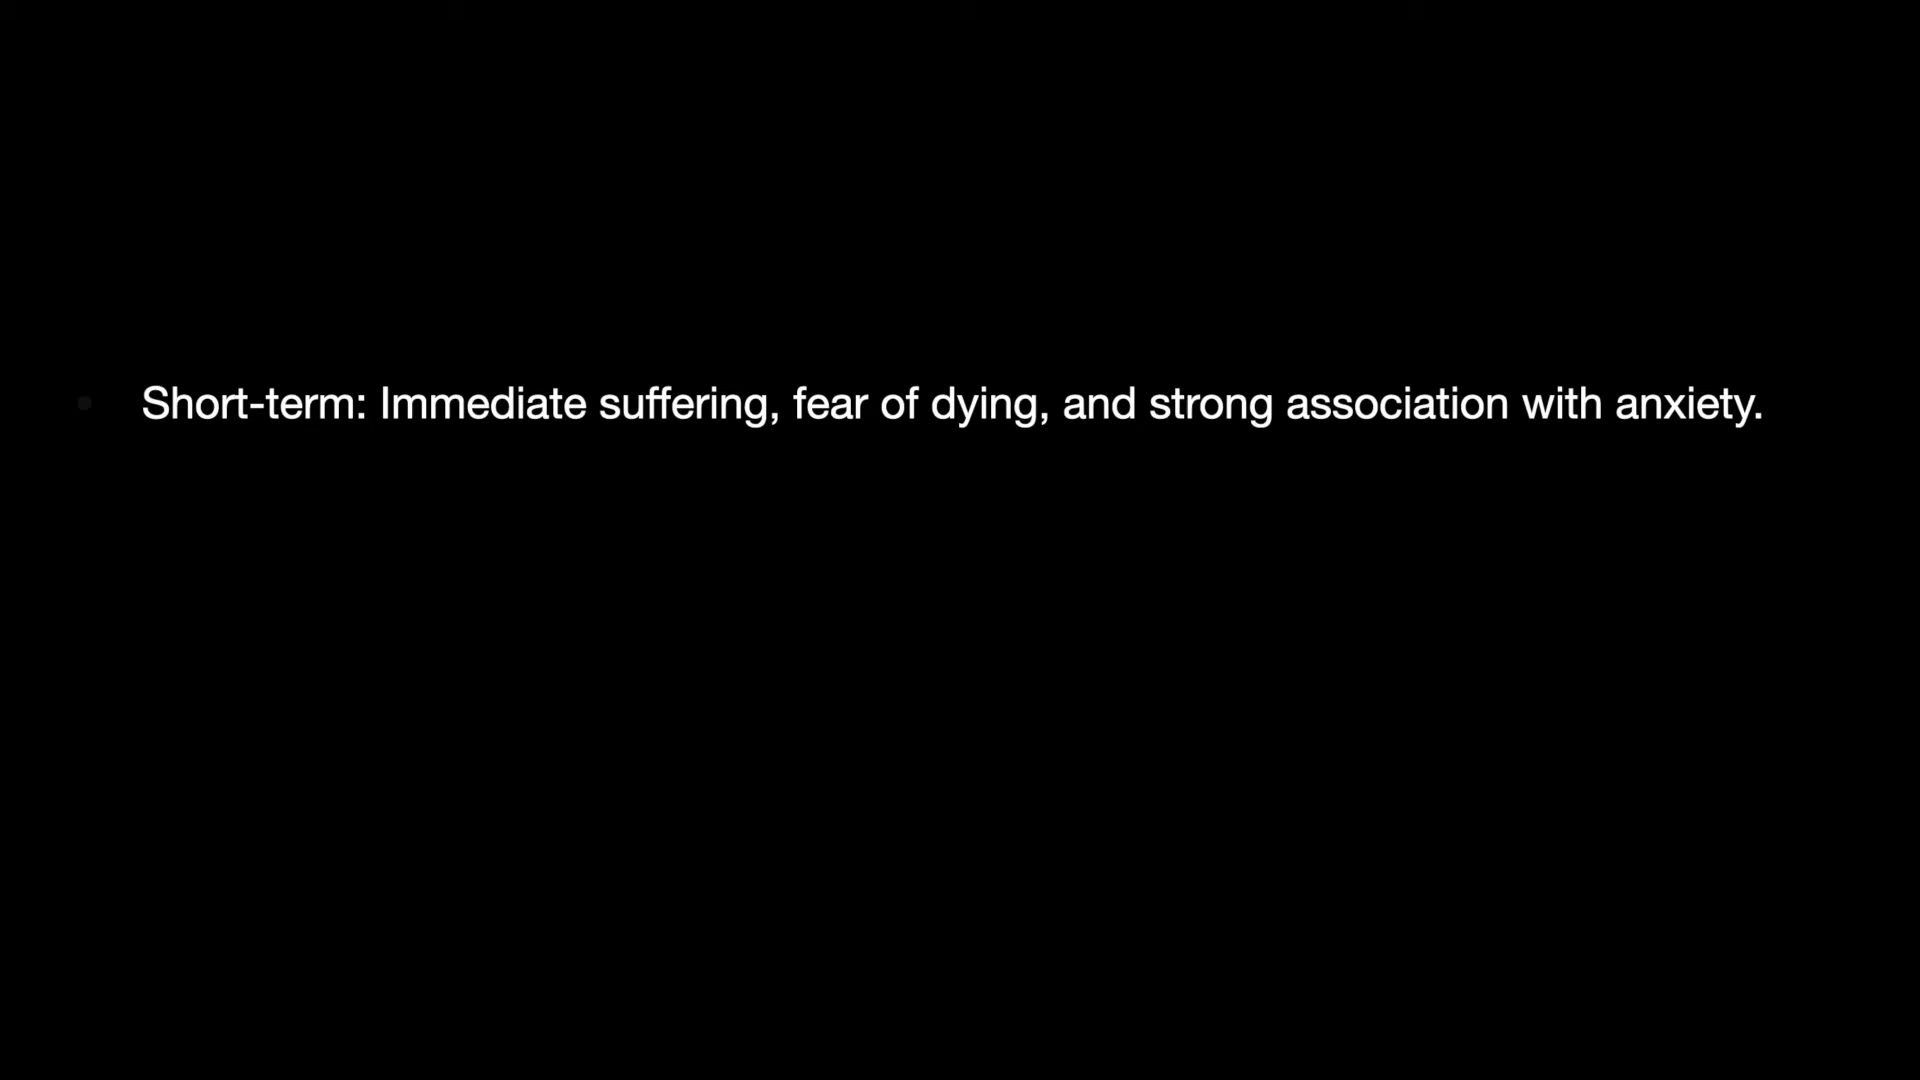 • Short-term: Immediate suffering, fear of dying, and strong association with anxiety.